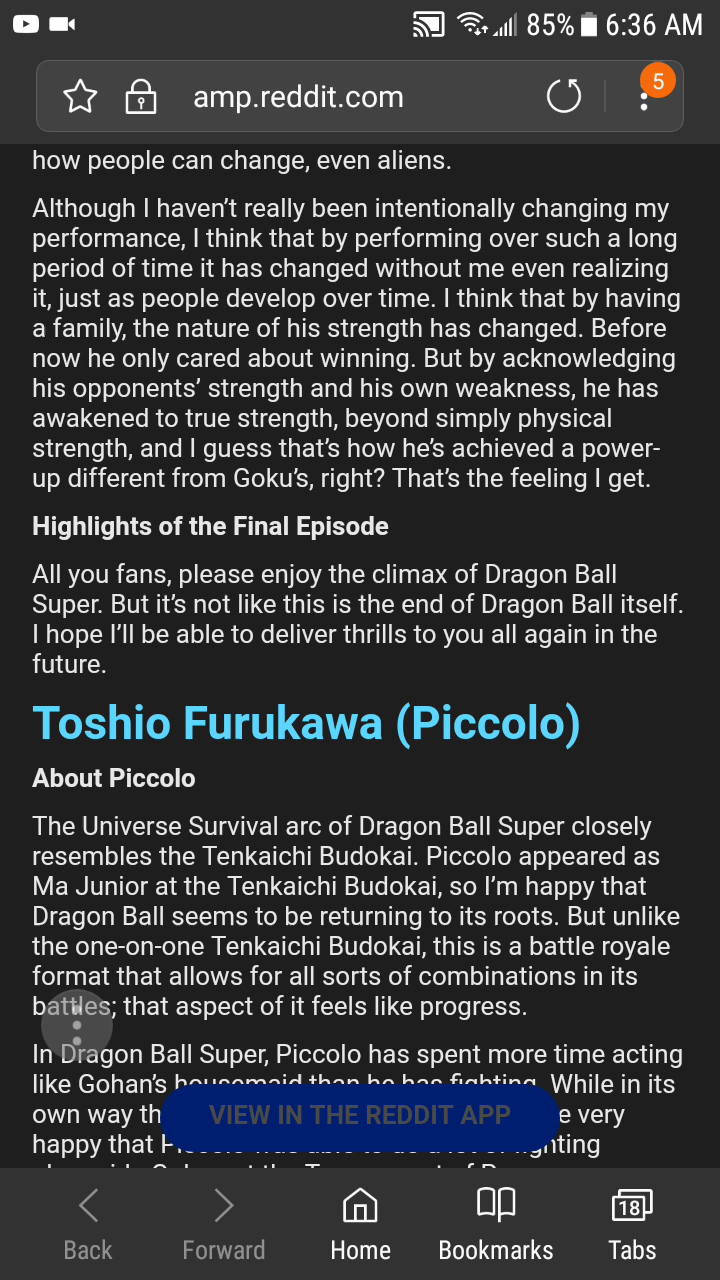 85% 6:36 AM
amp.reddit.com
5
how people can change, even aliens.
Although I haven’t really been intentionally changing my
performance, I think that by performing over such a long
period of time it has changed without me even realizing
it, just as people develop over time. I think that by having
a family, the nature of his strength has changed. Before
now he only cared about winning. But by acknowledging
his opponents’ strength and his own weakness, he has
awakened to true strength, beyond simply physical
strength, and I guess that’s how he’s achieved a power-
up different from Goku’s, right? That’s the feeling I get.
Highlights of the Final Episode
All you fans, please enjoy the climax of Dragon Ball
Super. But it’s not like this is the end of Dragon Ball itself.
I hope I’ll be able to deliver thrills to you all again in the
future.
Toshio Furukawa (Piccolo)
About Piccolo
The Universe Survival arc of Dragon Ball Super closely
resembles the Tenkaichi Budokai. Piccolo appeared as
Ma Junior at the Tenkaichi Budokai, so I’m happy that
Dragon Ball seems to be returning to its roots. But unlike
the one-on-one Tenkaichi Budokai, this is a battle royale
format that allows for all sorts of combinations in its
battles; that aspect of it feels like progress.
In Dragon Ball Super, Piccolo has spent more time acting
like Gohan’s housemaid than he has fighting. While in its
own way very
VIEW IN THE REDDIT APP
happy that fighting
Back Forward Home Bookmarks 18 Tabs